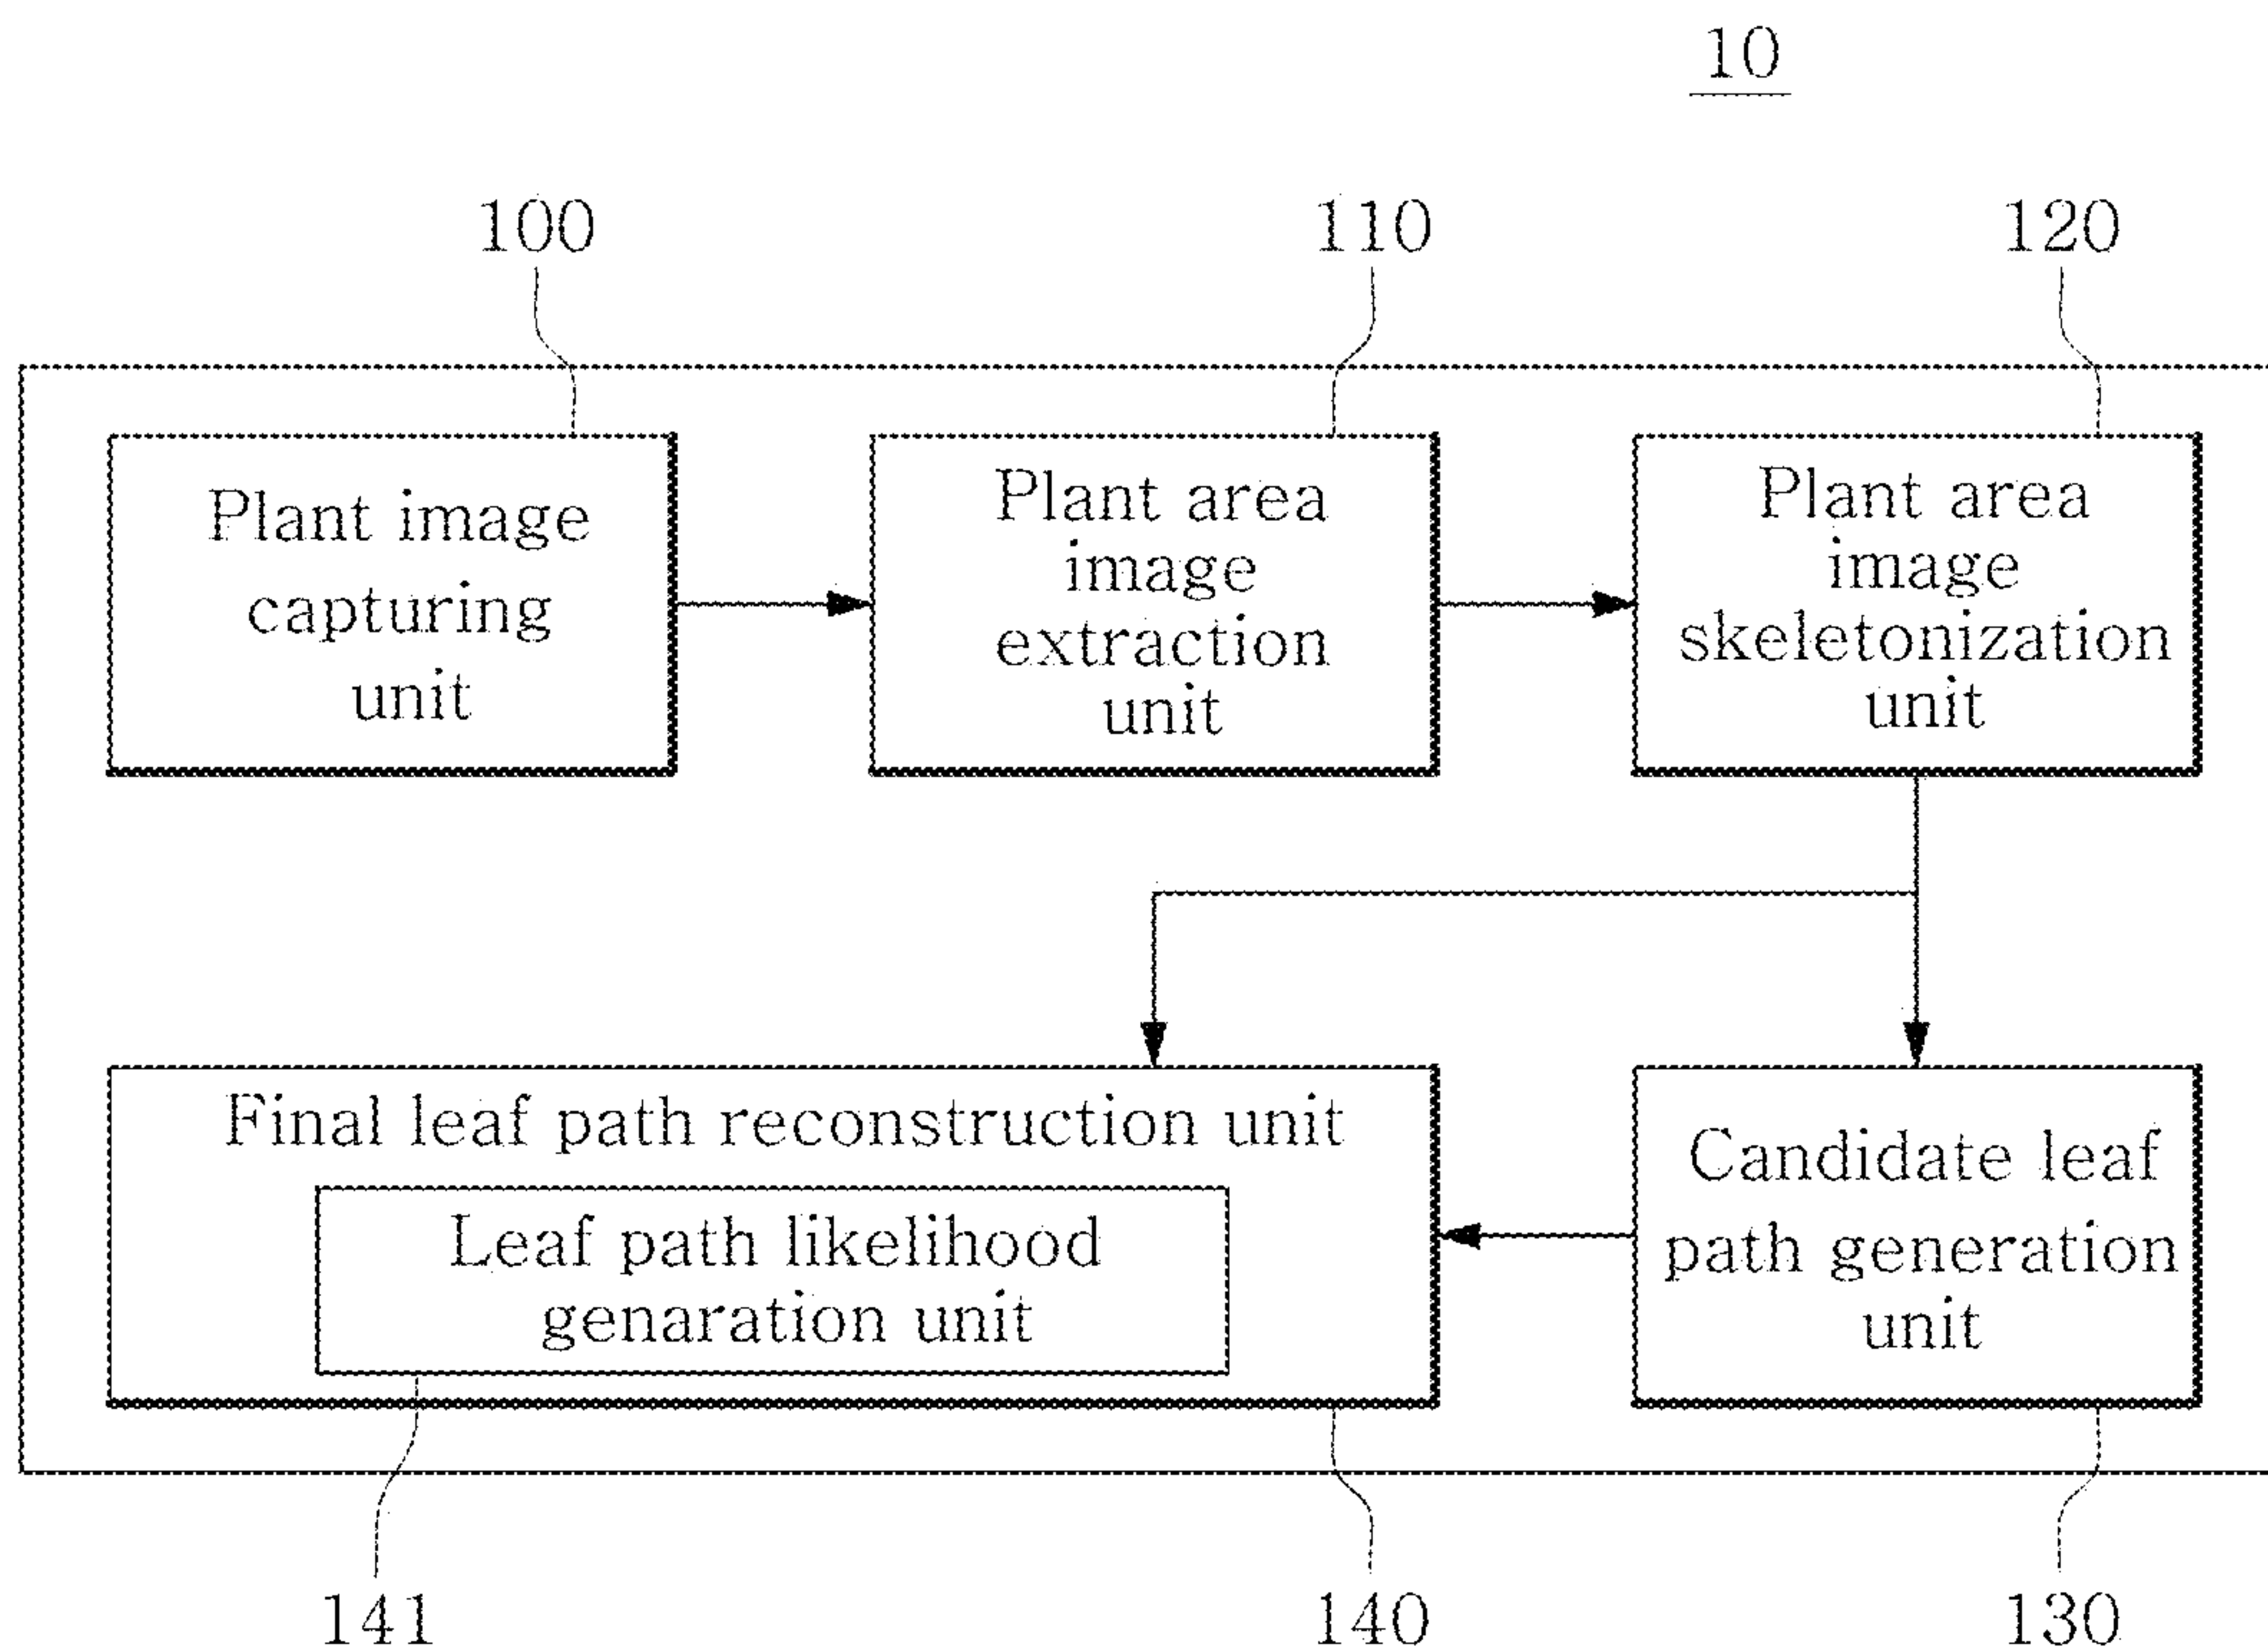 10
100
110
120
Plant image
capturing
unit
Plant area
image
extraction
unit
Plant area
image
skeletonization
unit
Final leaf path reconstruction unit
Leaf path likelihood
genaration unit
Candidate leaf
path generation
unit
141
140
130